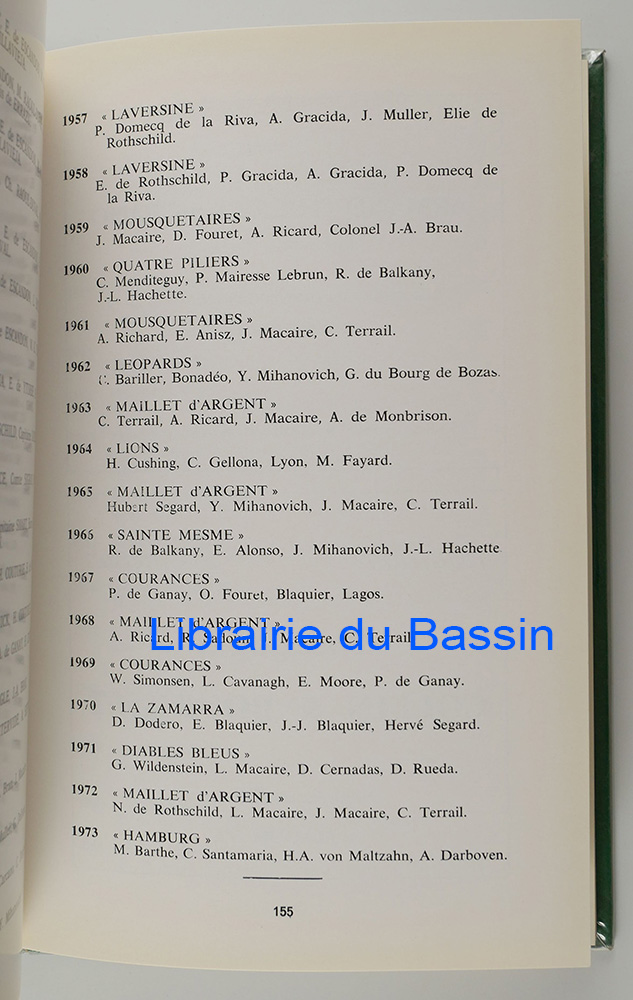 1957 « LAVERSINE »
P. Domecq de la Riva, A. Gracida, J. Muller, Elie de
Rothschild.
1958 « LAVERSINE »
E. de Rothschild, P. Gracida, A. Gracida, P. Domecq de
la Riva.
1959 « MOUSQUETAIRES »
J. Macaire, D. Fouret, A. Ricard, Colonel J.-A. Brau.
1960 « QUATRE PILIERS »
C. Menditeguy, P. Mairesse Lebrun, R. de Balkany,
J.-L. Hachette.
1961 « MOUSQUETAIRES »
A. Richard, E. Anisz, J. Macaire, C. Terrail.
1962 « LEOPARDS »
C. Bariller, Bonadéo, Y. Mihanovich, G. du Bourg de Bozas.
1963 « MAILLET d'ARGENT »
C. Terrail, A. Ricard, J. Macaire, A. de Monbrison.
1964 « LIONS »
H. Cushing, C. Gellona, Lyon, M. Fayard.
1965 « MAILLET d'ARGENT »
Hubert Segard, Y. Mihanovich, J. Macaire, C. Terrail.
1966 « SAINTE MESME »
R. de Balkany, E. Alonso, J. Mihanovich, J.-L. Hachette
1967 « COURANCES »
P. de Ganay, O. Fouret, Blaquier, Lagos.
1968 « MAILLET d'ARGENT »
A. Ricard, R. Sadoun, J. Macaire, C. Terrail
Librairie du Bassin
1969 « COURANCES »
W. Simonsen, L. Cavanagh, E. Moore, P. de Ganay.
1970 « LA ZAMARRA »
D. Dodero, E. Blaquier, J.-J. Blaquier, Hervé Segard.
1971 « DIABLES BLEUS »
G. Wildenstein, L. Macaire, D. Cernadas, D. Rueda.
1972 « MAILLET d'ARGENT »
N. de Rothschild, L. Macaire, J. Macaire, C. Terrail.
1973 « HAMBURG »
M. Barthe, C. Santamaria, H.A. von Maltzahn, A. Darboven.
155